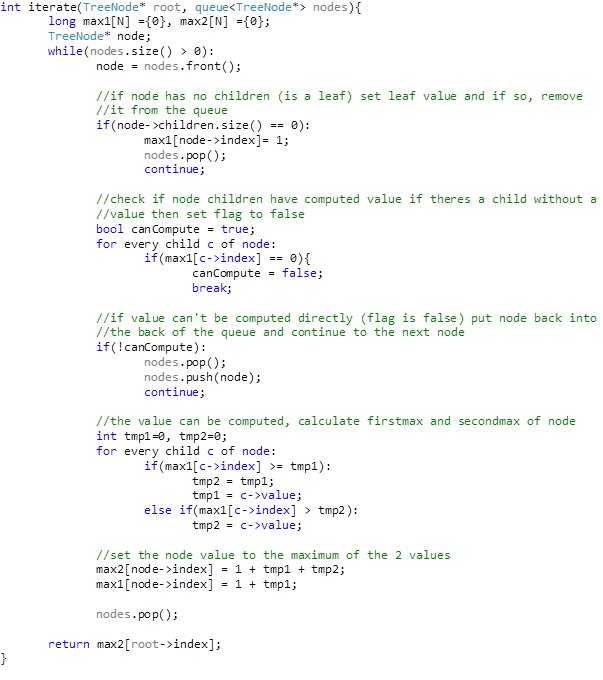 int iterate(TreeNode* root, queue<TreeNode*> nodes){
long max1[N] ={0}, max2[N] ={0};
TreeNode* node;
while(nodes.size() > 0):
node = nodes.front();
//if node has no children (is a leaf) set leaf value and if so, remove
//it from the queue
if(node->children.size() == 0):
max1[node->index]= 1;
nodes.pop();
continue;
//check if node children have computed value if theres a child without a
//value then set flag to false
bool canCompute = true;
for every child c of node:
if(max1[c->index] == 0){
canCompute = false;
break;
//if value can't be computed directly (flag is false) put node back into
//the back of the queue and continue to the next node
if(!canCompute):
nodes.pop();
nodes.push(node);
continue;
//the value can be computed, calculate firstmax and secondmax of node
int tmp1=0, tmp2=0;
for every child c of node:
if(max1[c->index] >= tmp1):
tmp2 = tmp1;
tmp1 = c->value;
else if(max1[c->index] > tmp2):
tmp2 = c->value;
//set the node value to the maximum of the 2 values
max2[node->index] = 1 + tmp1 + tmp2;
max1[node->index] = 1 + tmp1;
nodes.pop();
return max2[root->index];
}